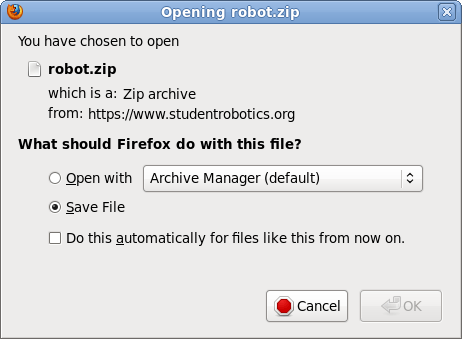 Opening robot.zip
You have chosen to open
robot.zip
which is a: Zip archive
from: https://www.studentrobotics.org
What should Firefox do with this file?
Open with Archive Manager (default)
Save File
Do this automatically for files like this from now on.
Cancel OK